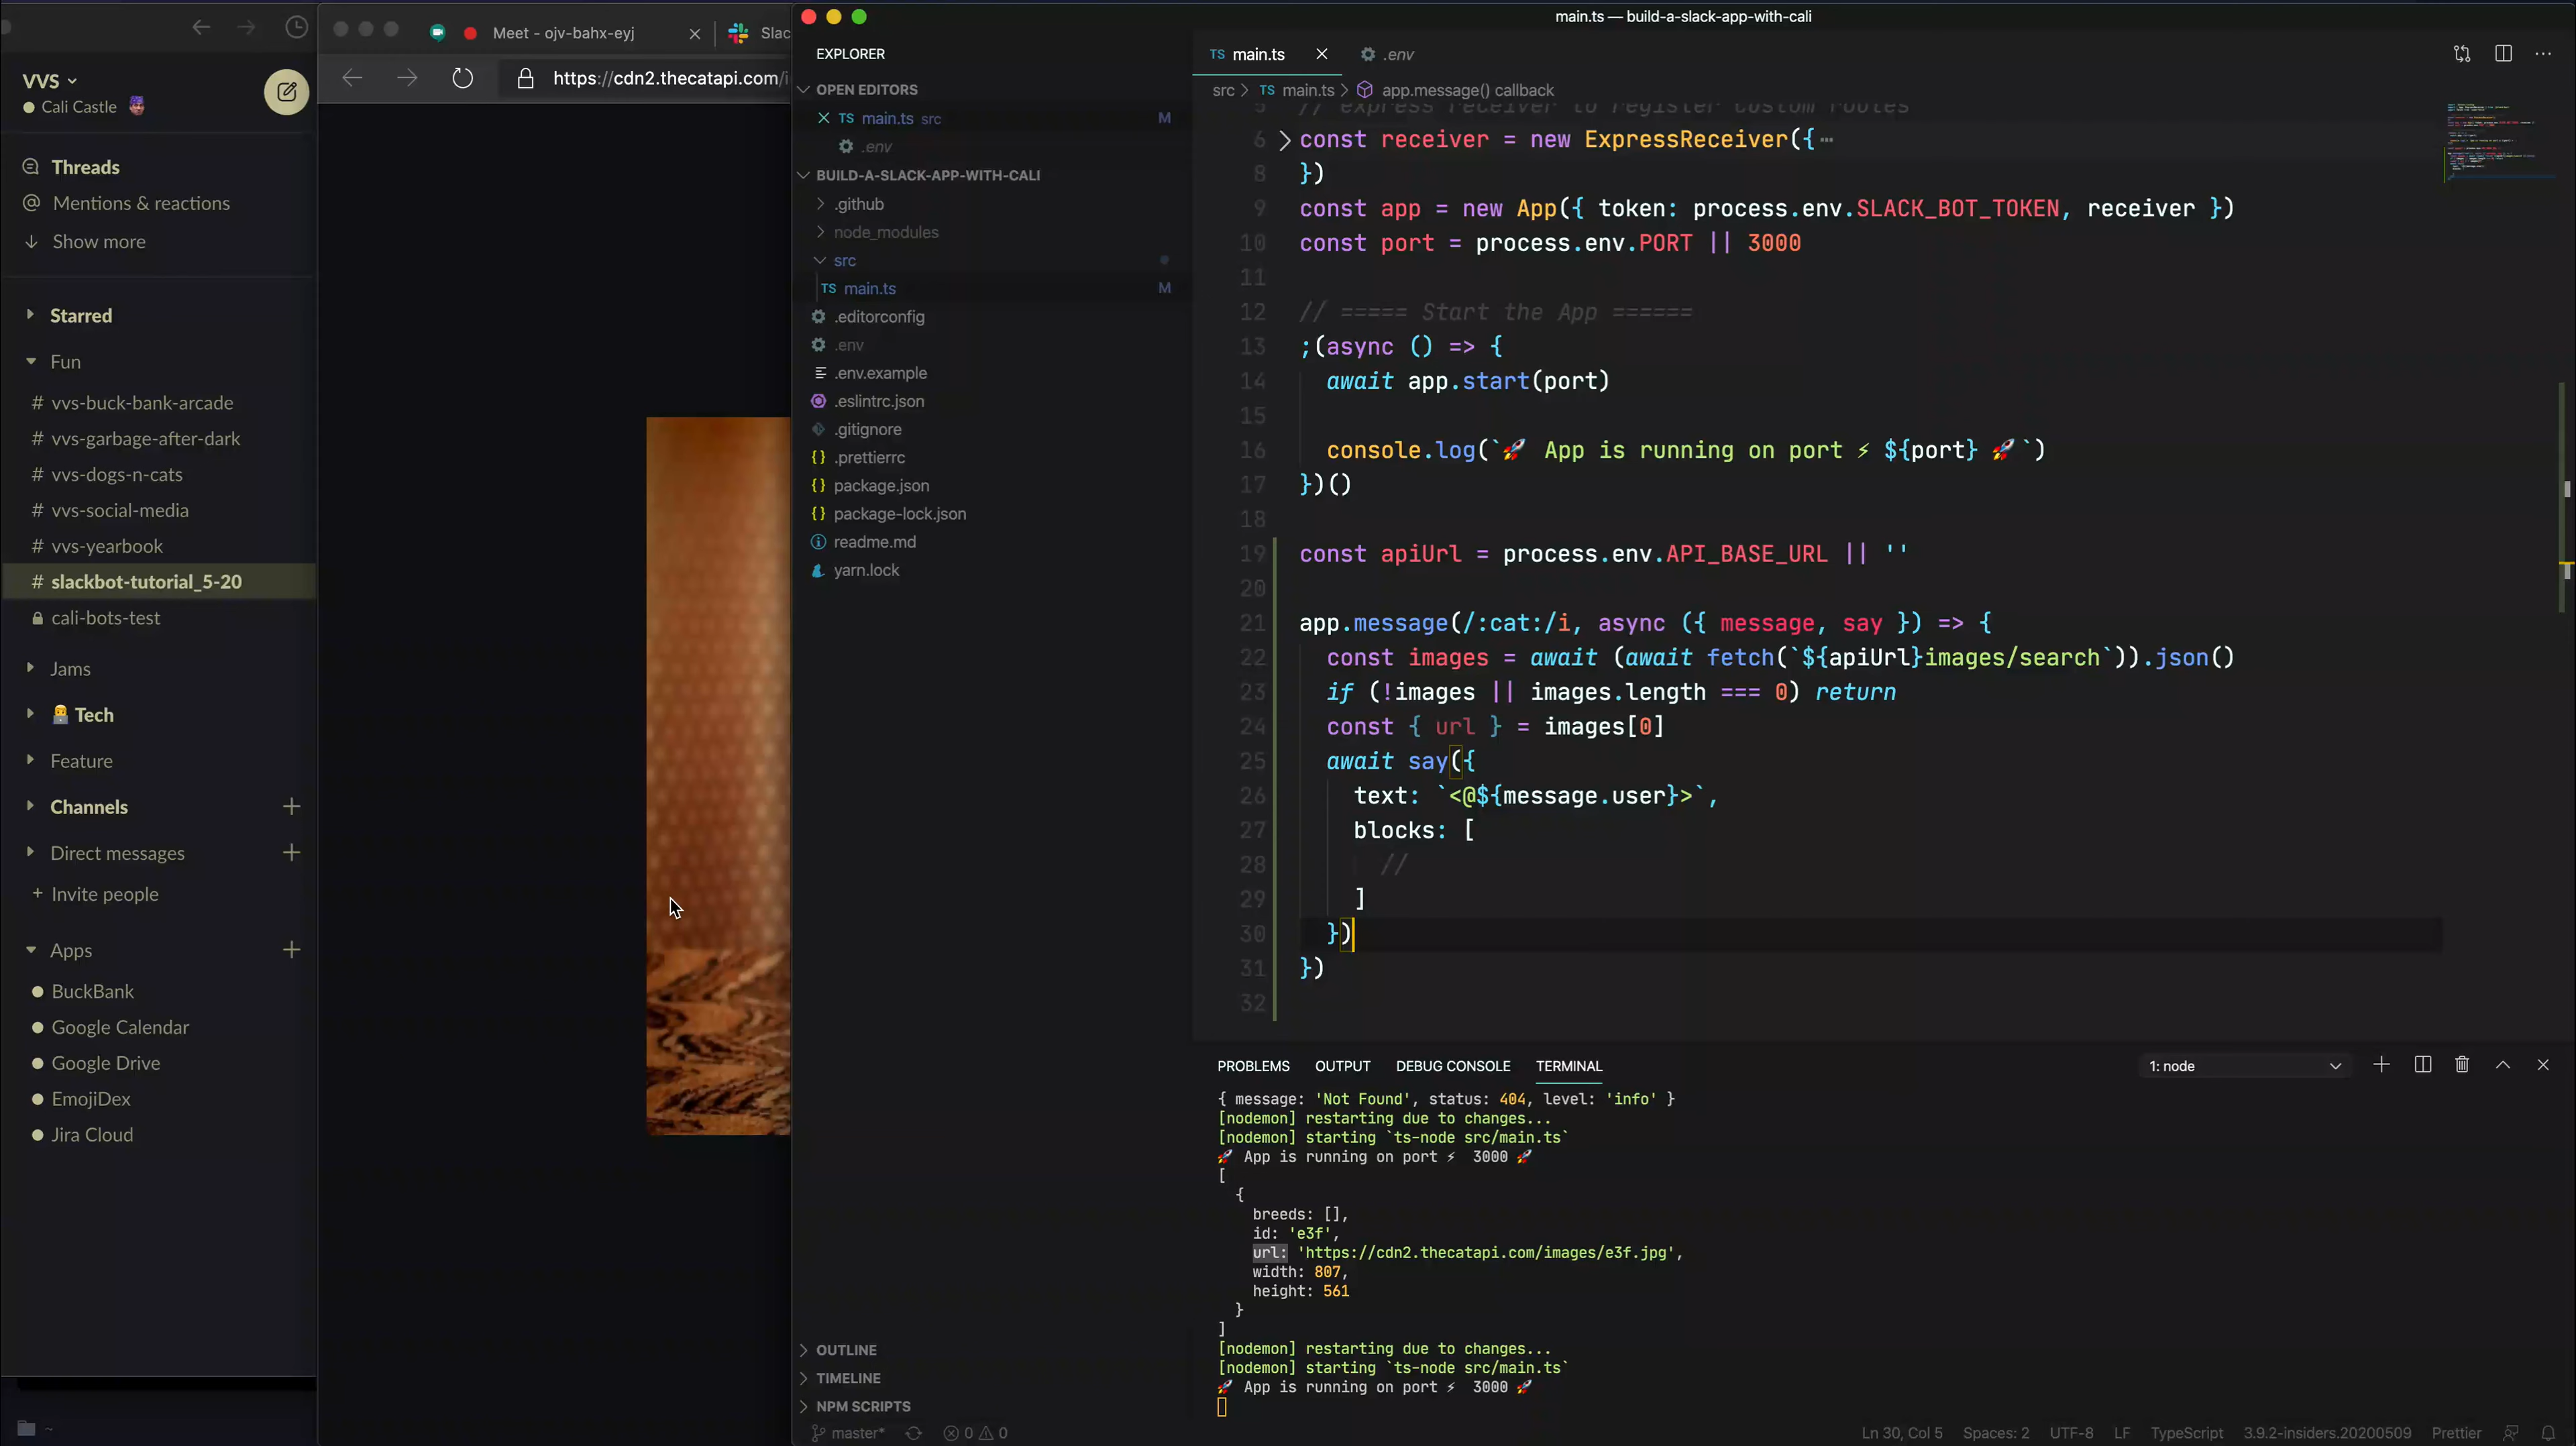 VVS
Cali Castle
Threads
@ Mentions & reactions
Show more
Starred
Fun
# vvs-buck-bank-arcade
# vvs-garbage-after-dark
# vvs-dogs-n-cats
# vvs-social-media
# vvs-yearbook
# slackbot-tutorial_5-20
cali-bots-test
Jams
Tech
Feature
Channels +
Direct messages +
+ Invite people
Apps +
BuckBank
Google Calendar
Google Drive
EmojiDex
Jira Cloud
~
Meet - ojv-bahx-eyj
Slac
https://cdn2.thecatapi.com/i
main.ts — build-a-slack-app-with-cali
EXPLORER
OPEN EDITORS
TS main.ts src M
.env
BUILD-A-SLACK-APP-WITH-CALI
.github
node_modules
src
TS main.ts M
.editorconfig
.env
.env.example
.eslintrc.json
.gitignore
{} .prettierrc
{} package.json
{} package-lock.json
readme.md
yarn.lock
OUTLINE
TIMELINE
NPM SCRIPTS
TS main.ts
.env
src > TS main.ts > app.message() callback
5 // express receiver to register custom routes
6 const receiver = new ExpressReceiver({⋯
8 })
9 const app = new App({ token: process.env.SLACK_BOT_TOKEN, receiver })
10 const port = process.env.PORT || 3000
11
12 // ===== Start the App ======
13 ;(async () => {
14 await app.start(port)
15
16 console.log(`🚀 App is running on port ⚡ ${port} 🚀`)
17 })()
18
19 const apiUrl = process.env.API_BASE_URL || ''
20
21 app.message(/:cat:/i, async ({ message, say }) => {
22 const images = await (await fetch(`${apiUrl}images/search`)).json()
23 if (!images || images.length === 0) return
24 const { url } = images[0]
25 await say({
26 text: `<@${message.user}>`,
27 blocks: [
28 //
29 ]
30 })
31 })
32
PROBLEMS OUTPUT DEBUG CONSOLE TERMINAL
1: node
{ message: 'Not Found', status: 404, level: 'info' }
[nodemon] restarting due to changes...
[nodemon] starting `ts-node src/main.ts`
🚀 App is running on port ⚡ 3000 🚀
[
{
breeds: [],
id: 'e3f',
url: 'https://cdn2.thecatapi.com/images/e3f.jpg',
width: 807,
height: 561
}
]
[nodemon] restarting due to changes...
[nodemon] starting `ts-node src/main.ts`
🚀 App is running on port ⚡ 3000 🚀
master* 0 0
Ln 30, Col 5 Spaces: 2 UTF-8 LF TypeScript 3.9.2-insiders.20200509 Prettier